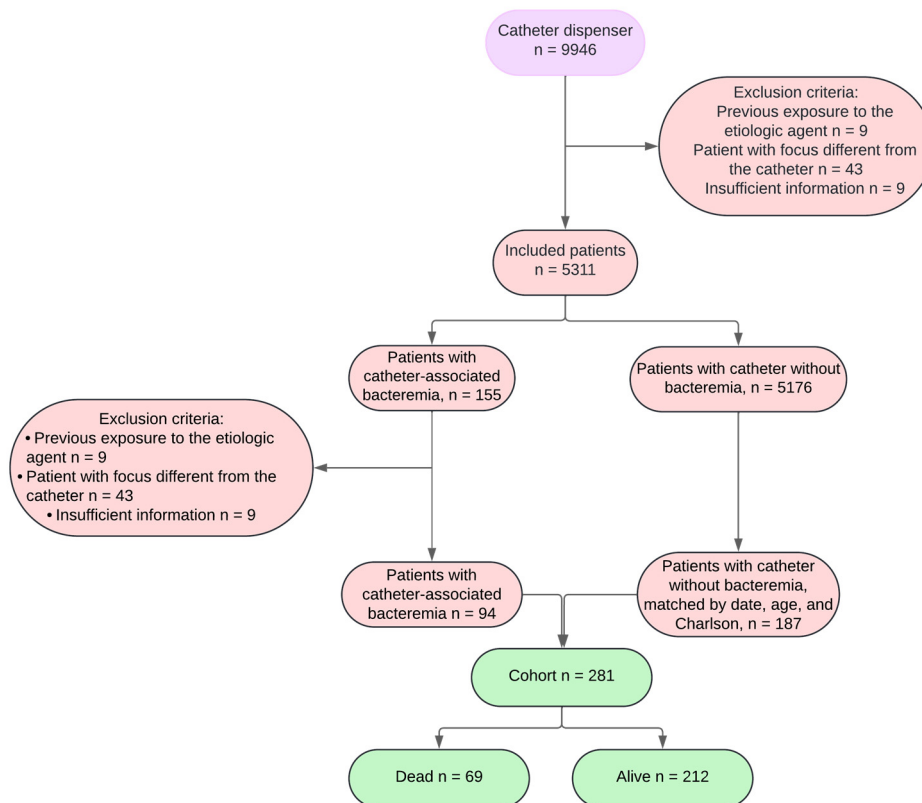 Catheter dispenser
n = 9946
Exclusion criteria:
Previous exposure to the
etiologic agent n = 9
Patient with focus different from
the catheter n = 43
Insufficient information n = 9
Included patients
n = 5311
Patients with
catheter-associated
bacteremia, n = 155
Patients with catheter without
bacteremia, n = 5176
Exclusion criteria:
• Previous exposure to the etiologic
agent n = 9
• Patient with focus different from the
catheter n = 43
• Insufficient information n = 9
Patients with
catheter-associated
bacteremia n = 94
Patients with catheter
without bacteremia,
matched by date, age, and
Charlson, n = 187
Cohort n = 281
Dead n = 69
Alive n = 212